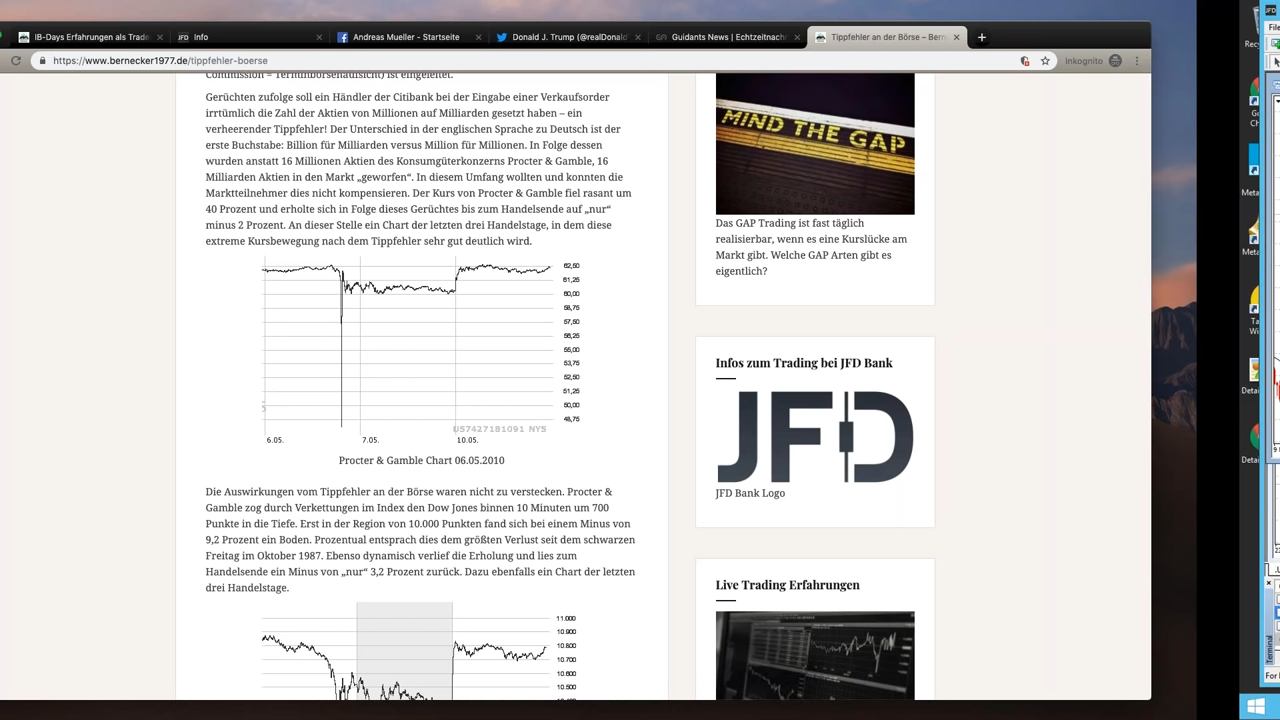 IB-Days Erfahrungen als Trade
Info
Andreas Mueller - Startseite
Donald J. Trump (@realDonald
Guidants News | Echtzeitnachr
Tippfehler an der Börse – Bern
JFD
File
https://www.bernecker1977.de/tippfehler-boerse
Inkognito
Commission = Terminbörsenaufsicht) ist eingeleitet.
Gerüchten zufolge soll ein Händler der Citibank bei der Eingabe einer Verkaufsorder
irrtümlich die Zahl der Aktien von Millionen auf Milliarden gesetzt haben – ein
verheerender Tippfehler! Der Unterschied in der englischen Sprache zu Deutsch ist der
erste Buchstabe: Billion für Milliarden versus Million für Millionen. In Folge dessen
wurden anstatt 16 Millionen Aktien des Konsumgüterkonzerns Procter & Gamble, 16
Milliarden Aktien in den Markt „geworfen“. In diesem Umfang wollten und konnten die
Marktteilnehmer dies nicht kompensieren. Der Kurs von Procter & Gamble fiel rasant um
40 Prozent und erholte sich in Folge dieses Gerüchtes bis zum Handelsende auf „nur“
minus 2 Prozent. An dieser Stelle ein Chart der letzten drei Handelstage, in dem diese
extreme Kursbewegung nach dem Tippfehler sehr gut deutlich wird.
62,50
61,25
60,00
58,75
57,50
56,25
55,00
53,75
52,50
51,25
50,00
48,75
US7427181091 NYS
6.05.
7.05.
10.05.
Procter & Gamble Chart 06.05.2010
Die Auswirkungen vom Tippfehler an der Börse waren nicht zu verstecken. Procter &
Gamble zog durch Verkettungen im Index den Dow Jones binnen 10 Minuten um 700
Punkte in die Tiefe. Erst in der Region von 10.000 Punkten fand sich bei einem Minus von
9,2 Prozent ein Boden. Prozentual entsprach dies dem größten Verlust seit dem schwarzen
Freitag im Oktober 1987. Ebenso dynamisch verlief die Erholung und lies zum
Handelsende ein Minus von „nur“ 3,2 Prozent zurück. Dazu ebenfalls ein Chart der letzten
drei Handelstage.
11.000
10.900
10.800
10.700
10.600
10.500
MIND THE GAP
Das GAP Trading ist fast täglich
realisierbar, wenn es eine Kurslücke am
Markt gibt. Welche GAP Arten gibt es
eigentlich?
Infos zum Trading bei JFD Bank
JFD
JFD Bank Logo
Live Trading Erfahrungen
Recy
Meta
Meta
Detai
Detai
Terminal
For